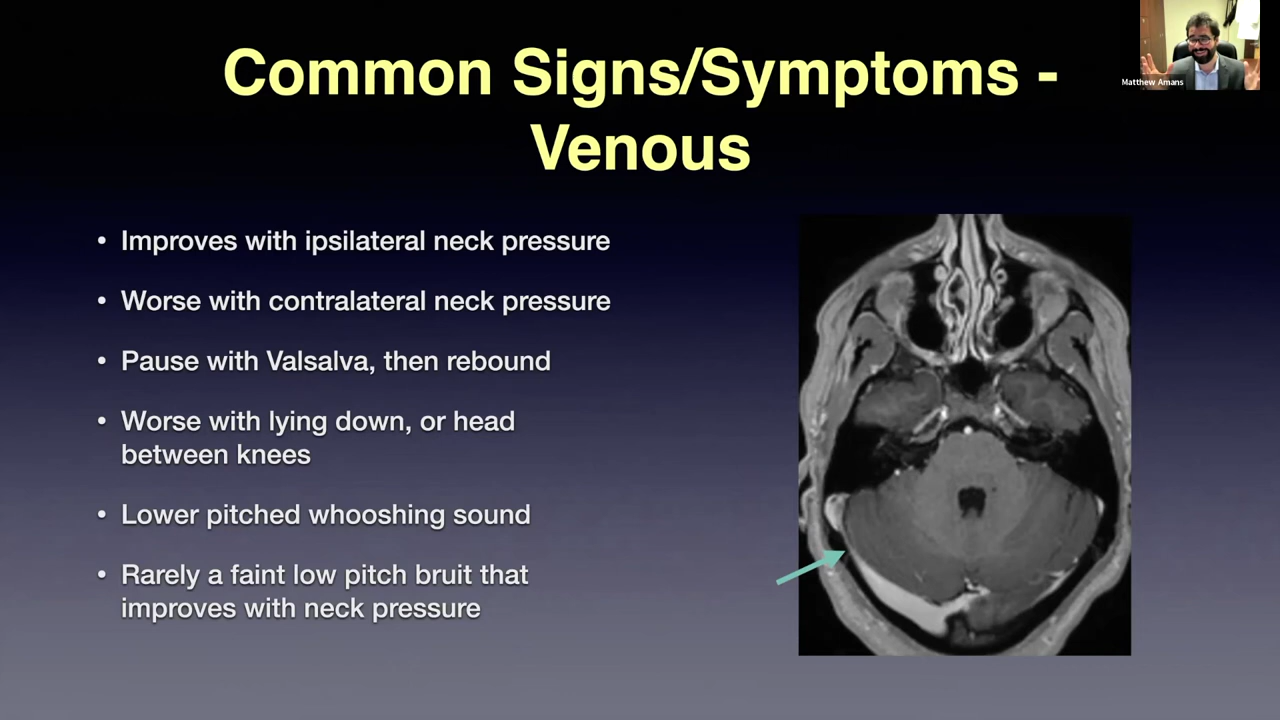 Common Signs/Symptoms -
Venous
Matthew Amans
• Improves with ipsilateral neck pressure
• Worse with contralateral neck pressure
• Pause with Valsalva, then rebound
• Worse with lying down, or head
between knees
• Lower pitched whooshing sound
• Rarely a faint low pitch bruit that
improves with neck pressure